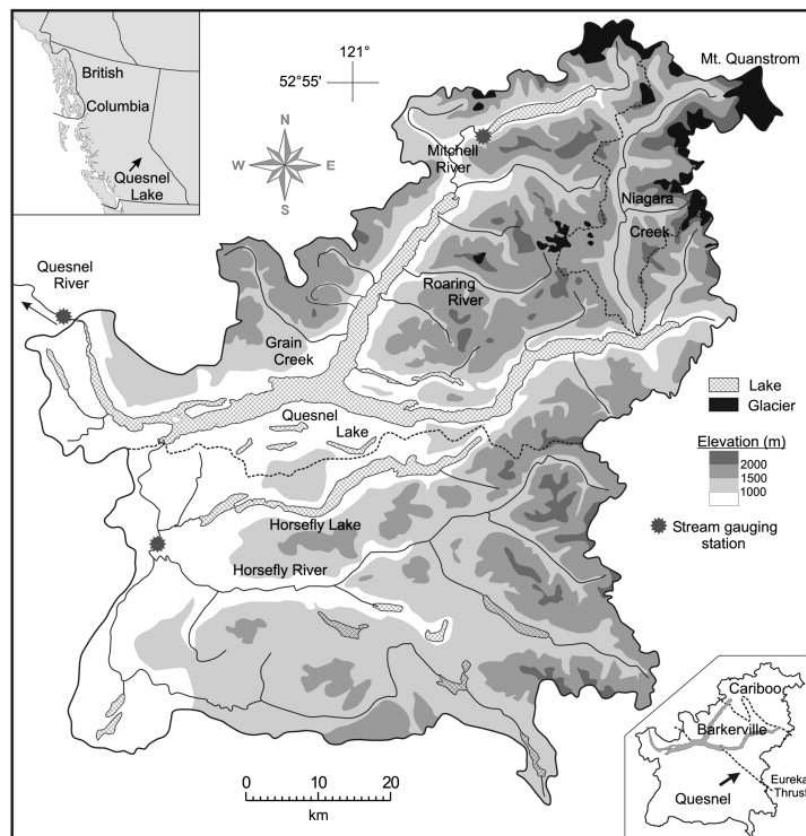 British
Columbia
Quesnel
Lake
121°
52°55'
N
W
E
S
Mt. Quanstrom
Mitchell
River
Niagara
Creek
Quesnel
River
Roaring
River
Grain
Creek
Quesnel
Lake
Lake
Glacier
Elevation (m)
2000
1500
1000
Stream gauging
station
Horsefly Lake
Horsefly River
0
10
20
km
Cariboo
Barkerville
Eureka
Thrust
Quesnel